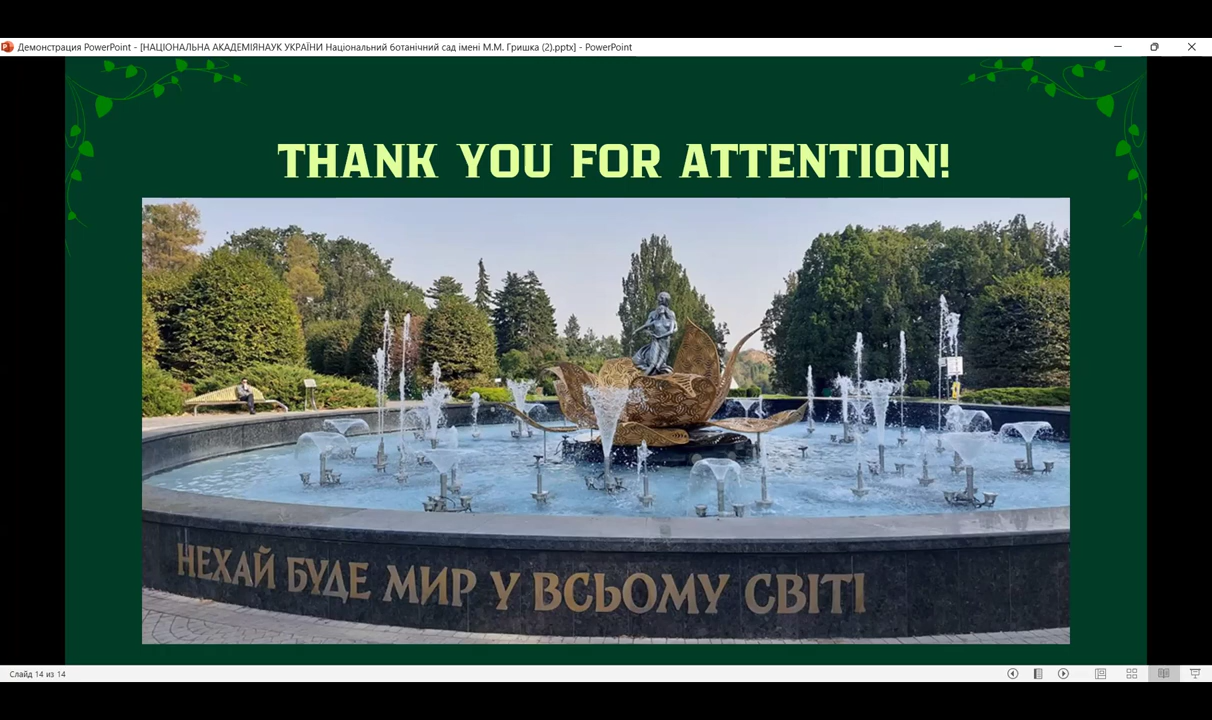 Демонстрация PowerPoint - [НАЦІОНАЛЬНА АКАДЕМІЯНАУК УКРАЇНИ Національний ботанічний сад імені М.М. Гришка (2).pptx] - PowerPoint
THANK YOU FOR ATTENTION!
НЕХАЙ БУДЕ МИР У ВСЬОМУ СВІТІ
Слайд 14 из 14